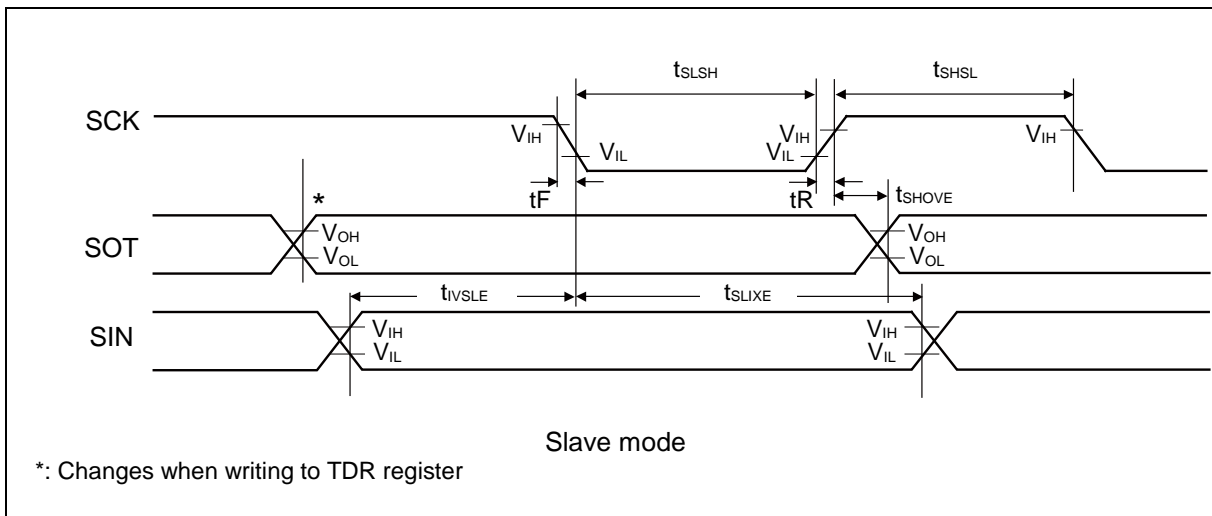 tSLSH tSHSL
SCK VIH VIL VIH VIL VIH
tF tR tSHOVE
*
SOT VOH VOL VOH VOL
tIVSLE tSLIXE
SIN VIH VIL VIH VIL
Slave mode
*: Changes when writing to TDR register